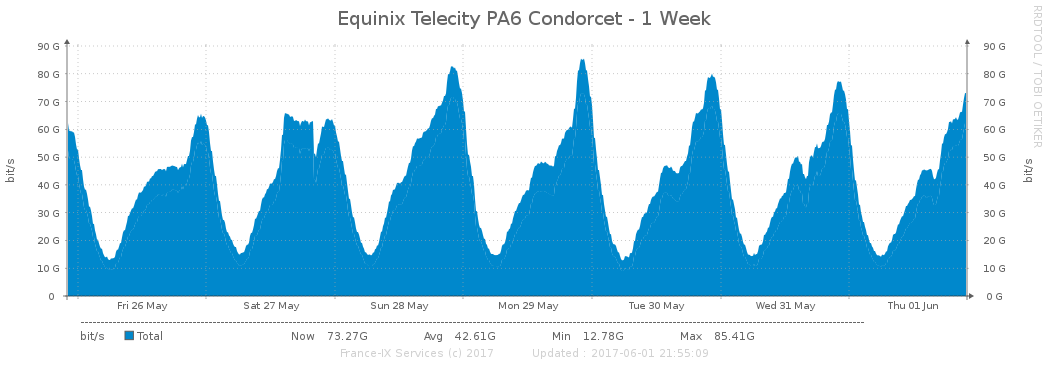 Equinix Telecity PA6 Condorcet - 1 Week
RRDTOOL / TOBI OETIKER
bit/s
90 G
80 G
70 G
60 G
50 G
40 G
30 G
20 G
10 G
0
90 G
80 G
70 G
60 G
50 G
40 G
30 G
20 G
10 G
0 G
bit/s
Fri 26 May Sat 27 May Sun 28 May Mon 29 May Tue 30 May Wed 31 May Thu 01 Jun
bit/s Total Now 73.27G Avg 42.61G Min 12.78G Max 85.41G
France-IX Services (c) 2017 Updated : 2017-06-01 21:55:09